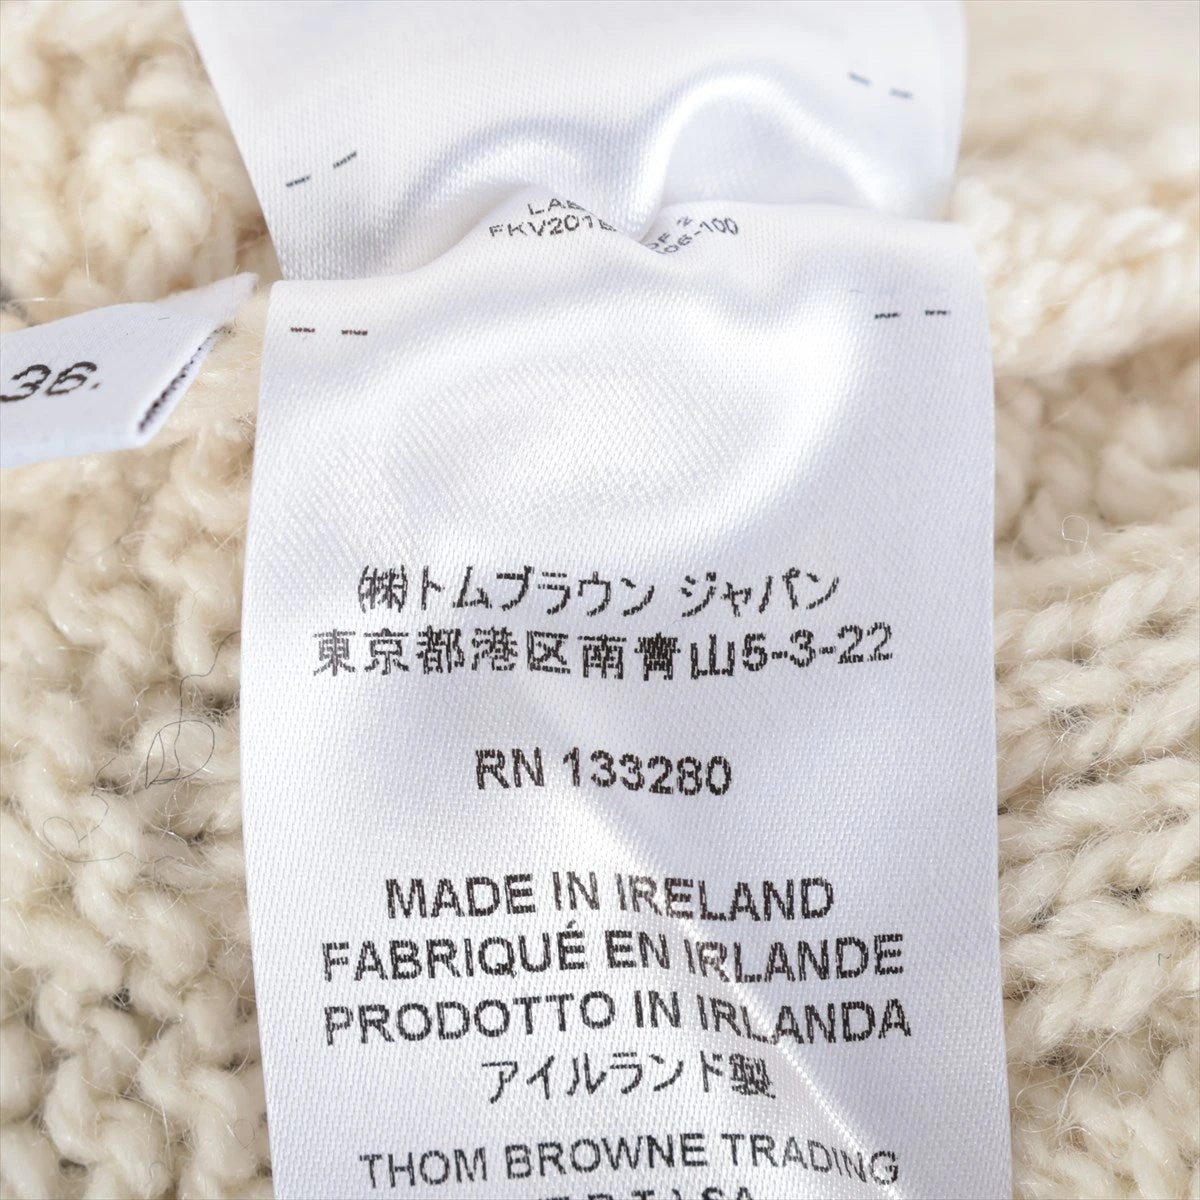 36.
㈱トムブラウン ジャパン
東京都港区南青山5-3-22
RN 133280
MADE IN IRELAND
FABRIQUÉ EN IRLANDE
PRODOTTO IN IRLANDA
アイルランド製
THOM BROWNE TRADING